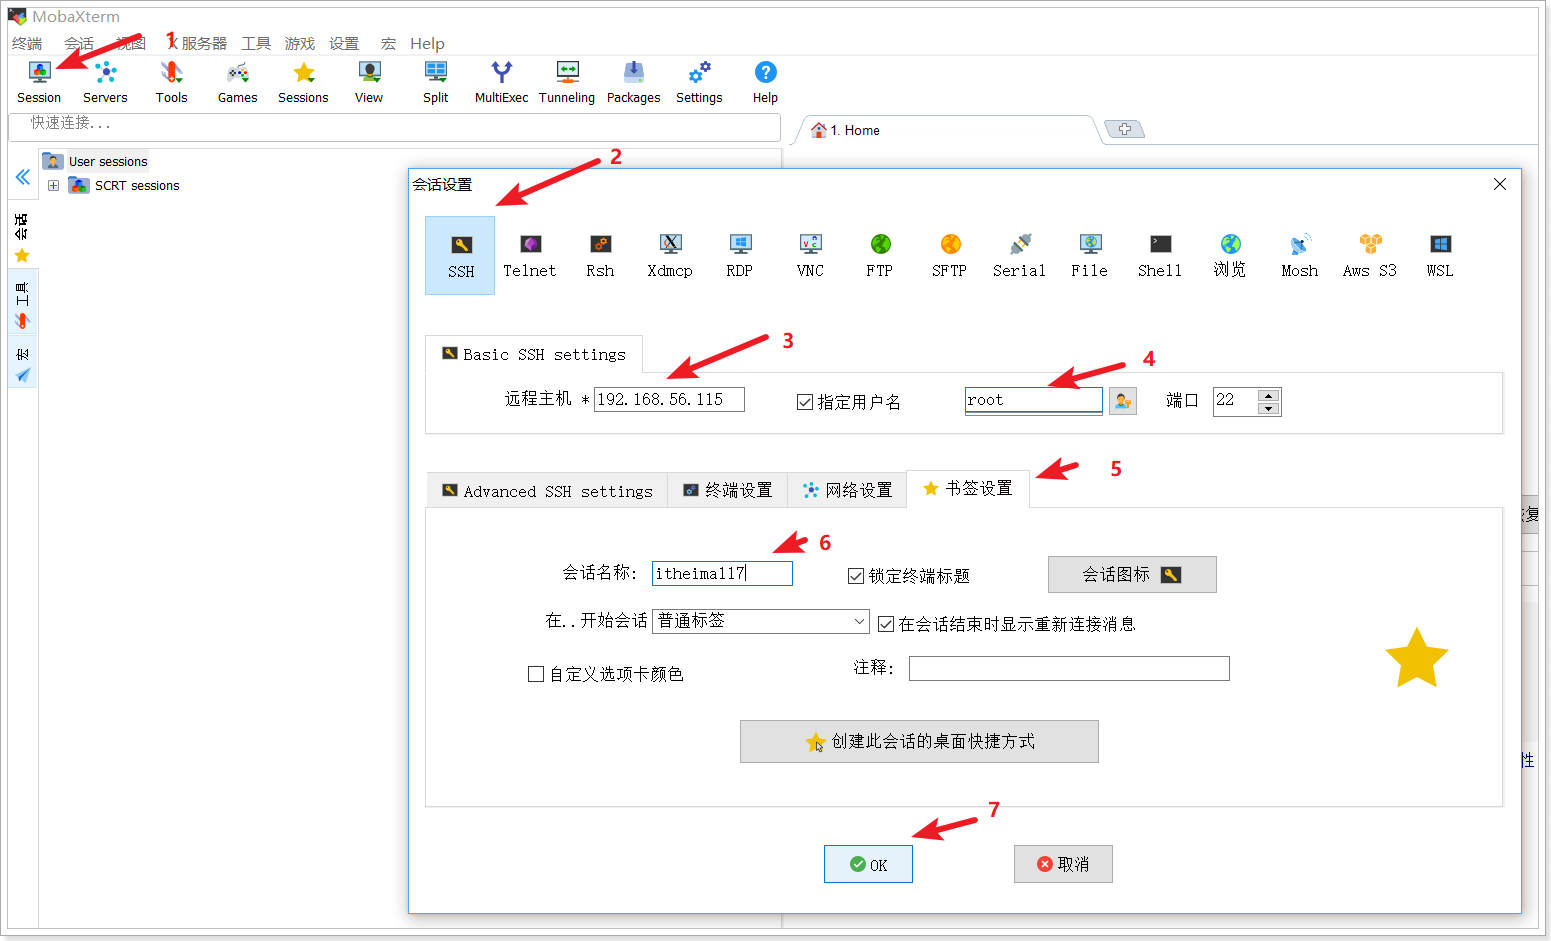 MobaXterm
终端 会话 视图 X 服务器 工具 游戏 设置 宏 Help
1
Session Servers Tools Games Sessions View Split MultiExec Tunneling Packages Settings Help
快速连接...
1. Home
User sessions
SCRT sessions
会话
工具
宏
2
会话设置
SSH Telnet Rsh Xdmcp RDP VNC FTP SFTP Serial File Shell 浏览 Mosh Aws S3 WSL
3
4
Basic SSH settings
远程主机 * 192.168.56.115 指定用户名 root 端口 22
5
Advanced SSH settings 终端设置 网络设置 书签设置
6
会话名称: itheima117 锁定终端标题 会话图标
在..开始会话 普通标签 在会话结束时显示重新连接消息
自定义选项卡颜色 注释:
创建此会话的桌面快捷方式
7
OK 取消
恢复
性